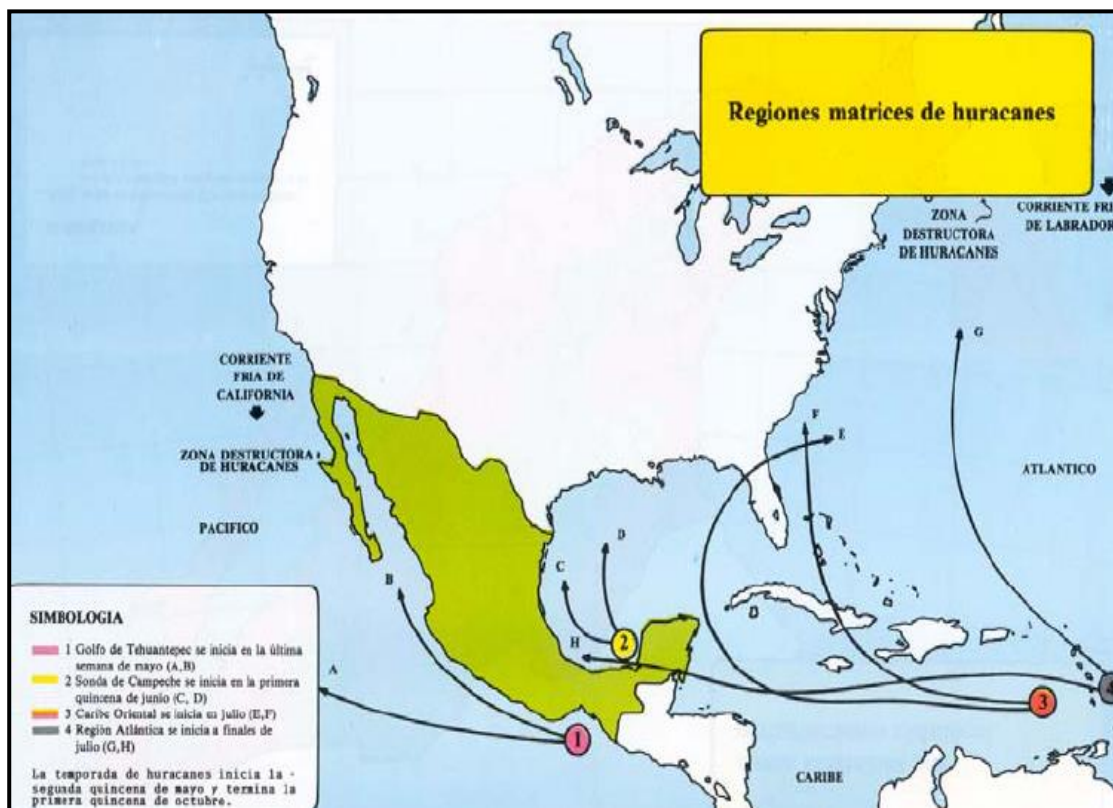 Regiones matrices de huracanes
CORRIENTE FRIA
DE LABRADOR
ZONA
DESTRUCTORA
DE HURACANES
G
CORRIENTE
FRIA DE
CALIFORNIA
F
E
ZONA DESTRUCTORA
DE HURACANES
ATLANTICO
PACIFICO
D
C
B
H
2
A
3
1
CARIBE
SIMBOLOGIA
1 Golfo de Tehuantepec se inicia en la última
semana de mayo (A,B)
2 Sonda de Campeche se inicia en la primera
quincena de junio (C, D)
3 Caribe Oriental se inicia en julio (E,F)
4 Región Atlántica se inicia a finales de
julio (G,H)
La temporada de huracanes inicia la -
segunda quincena de mayo y termina la
primera quincena de octubre.